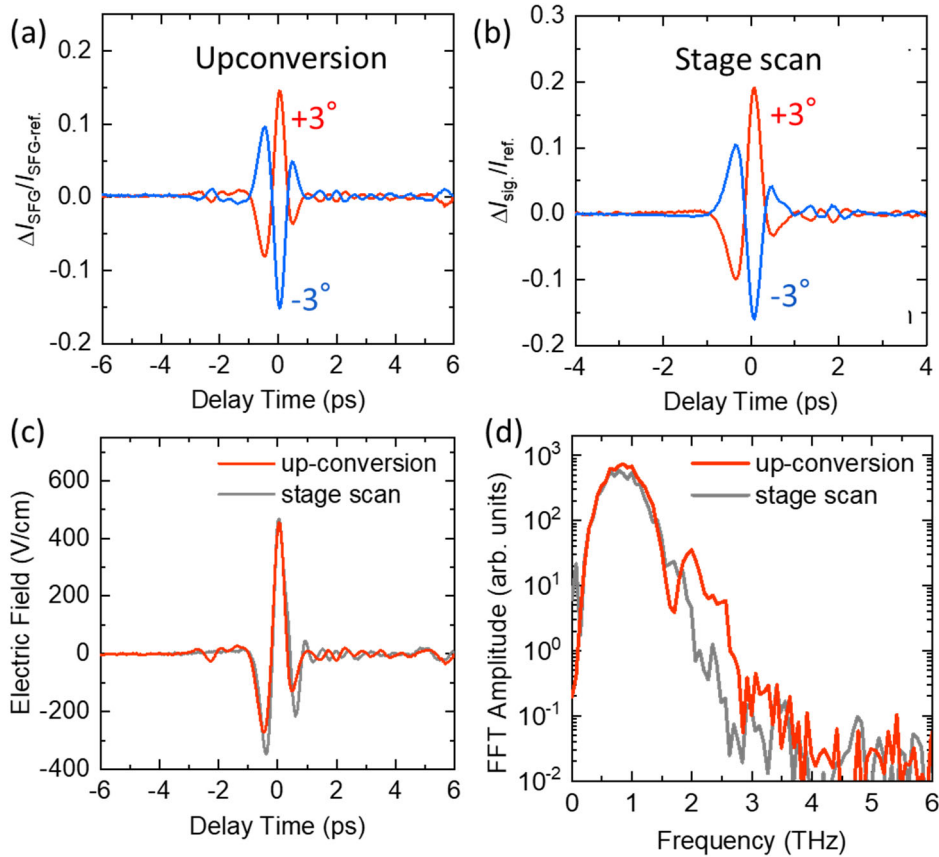 (a)
Upconversion
+3°
-3°
ΔI_SFG/I_SFG-ref.
0.2
0.1
0.0
-0.1
-0.2
-6 -4 -2 0 2 4 6
Delay Time (ps)
(b)
Stage scan
+3°
-3°
ΔI_sig./I_ref.
0.3
0.2
0.1
0.0
-0.1
-0.2
-4 -2 0 2 4
Delay Time (ps)
(c)
up-conversion
stage scan
Electric Field (V/cm)
600
400
200
0
-200
-400
-6 -4 -2 0 2 4 6
Delay Time (ps)
(d)
up-conversion
stage scan
FFT Amplitude (arb. units)
10³
10²
10¹
10⁰
10⁻¹
10⁻²
0 1 2 3 4 5 6
Frequency (THz)